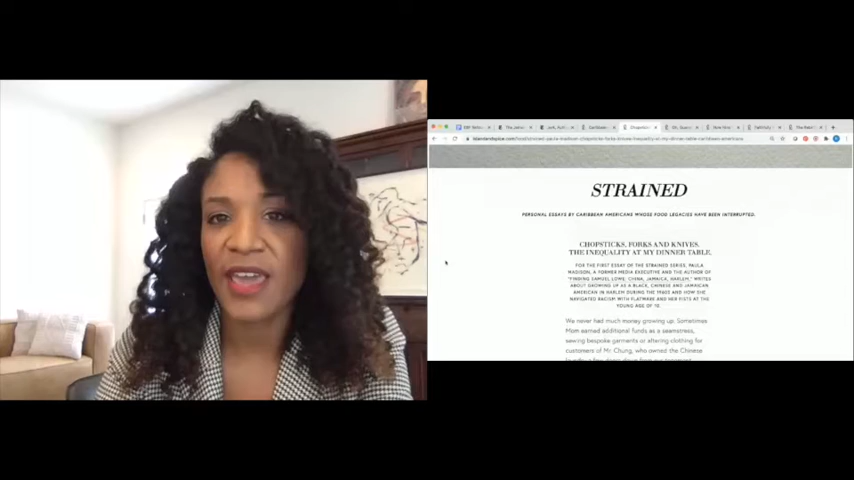 STRAINED
PERSONAL ESSAYS BY CARIBBEAN AMERICANS WHOSE FOOD LEGACIES HAVE BEEN INTERRUPTED.
CHOPSTICKS, FORKS AND KNIVES.
THE INEQUALITY AT MY DINNER TABLE.
FOR THE FIRST ESSAY OF THE STRAINED SERIES, PAULA
MADISON, A FORMER MEDIA EXECUTIVE AND THE AUTHOR OF
"FINDING SAMUEL LOWE: CHINA, JAMAICA, HARLEM," WRITES
ABOUT GROWING UP AS A BLACK, CHINESE AND JAMAICAN
AMERICAN IN HARLEM DURING THE 1960S AND HOW SHE
NAVIGATED RACISM WITH FLATWARE AND HER FISTS AT THE
YOUNG AGE OF 10.
We never had much money growing up. Sometimes
Mom earned additional funds as a seamstress,
sewing bespoke garments or altering clothing for
customers of Mr. Chung, who owned the Chinese